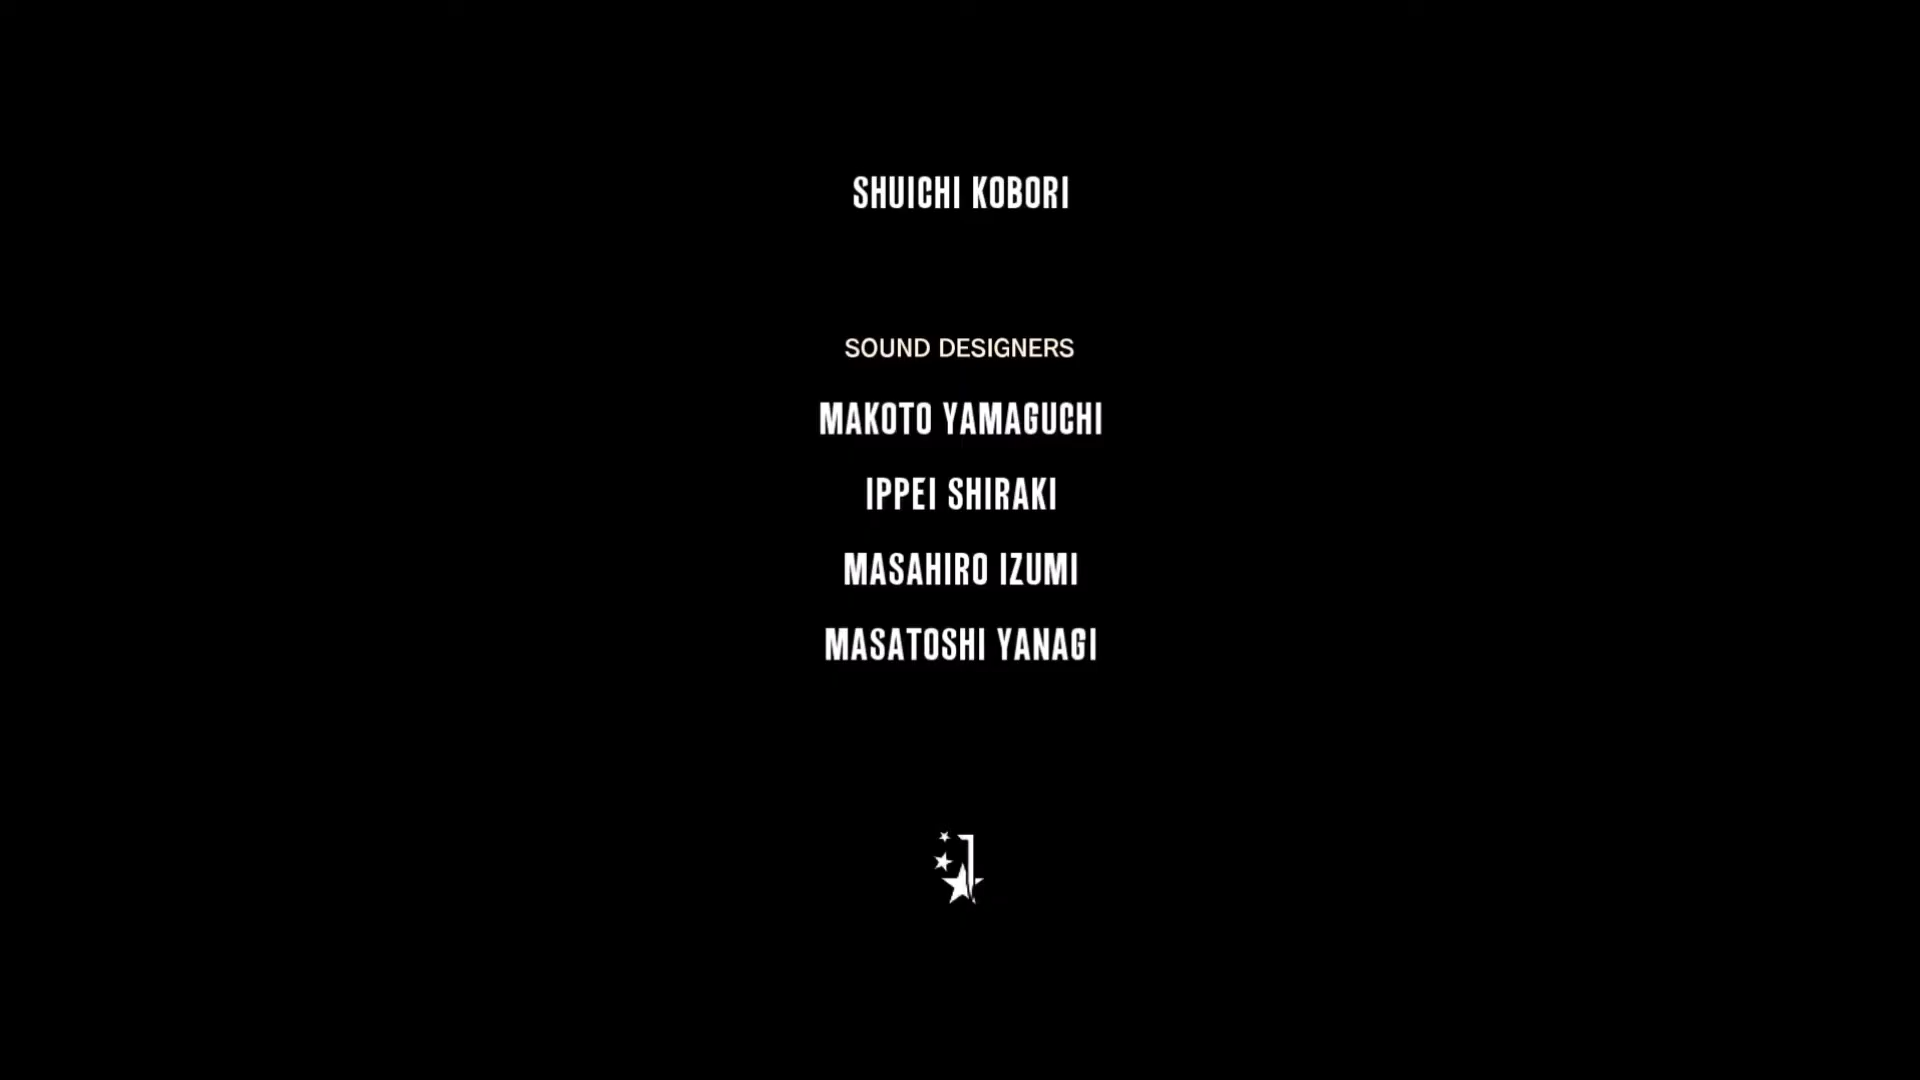 SHUICHI KOBORI
SOUND DESIGNERS
MAKOTO YAMAGUCHI
IPPEI SHIRAKI
MASAHIRO IZUMI
MASATOSHI YANAGI